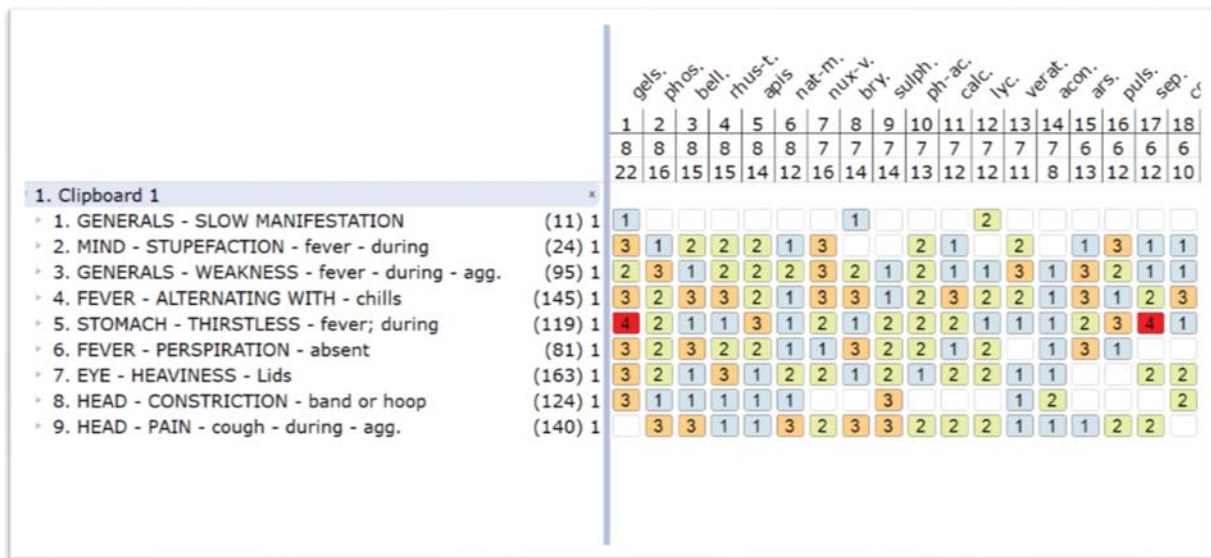 gels. phos. bell. rhus-t. apis nat-m. nux-v. bry. sulph. ph-ac. calc. lyc. verat. acon. ars. puls. sep.
1 2 3 4 5 6 7 8 9 10 11 12 13 14 15 16 17 18
8 8 8 8 8 8 7 7 7 7 7 7 7 7 6 6 6 6
22 16 15 15 14 12 16 14 14 13 12 12 11 8 13 12 12 10
1. Clipboard 1 x
1. GENERALS - SLOW MANIFESTATION (11) 1 1 1 2
2. MIND - STUPEFACTION - fever - during (24) 1 3 1 2 2 2 1 3 2 1 2 1 3 1 1
3. GENERALS - WEAKNESS - fever - during - agg. (95) 1 2 3 1 2 2 2 3 2 1 2 1 1 3 1 3 2 1 1
4. FEVER - ALTERNATING WITH - chills (145) 1 3 2 3 3 2 1 3 3 1 2 3 2 2 1 3 1 2 3
5. STOMACH - THIRSTLESS - fever; during (119) 1 4 2 1 1 3 1 2 1 2 2 2 1 1 1 2 3 4 1
6. FEVER - PERSPIRATION - absent (81) 1 3 2 3 2 2 1 1 3 2 2 1 2 1 3 1
7. EYE - HEAVINESS - Lids (163) 1 3 2 1 3 1 2 2 1 2 1 2 2 1 1 2 2
8. HEAD - CONSTRICTION - band or hoop (124) 1 3 1 1 1 1 1 3 1 2 2
9. HEAD - PAIN - cough - during - agg. (140) 1 3 3 1 1 3 2 3 3 2 2 2 1 1 1 2 2